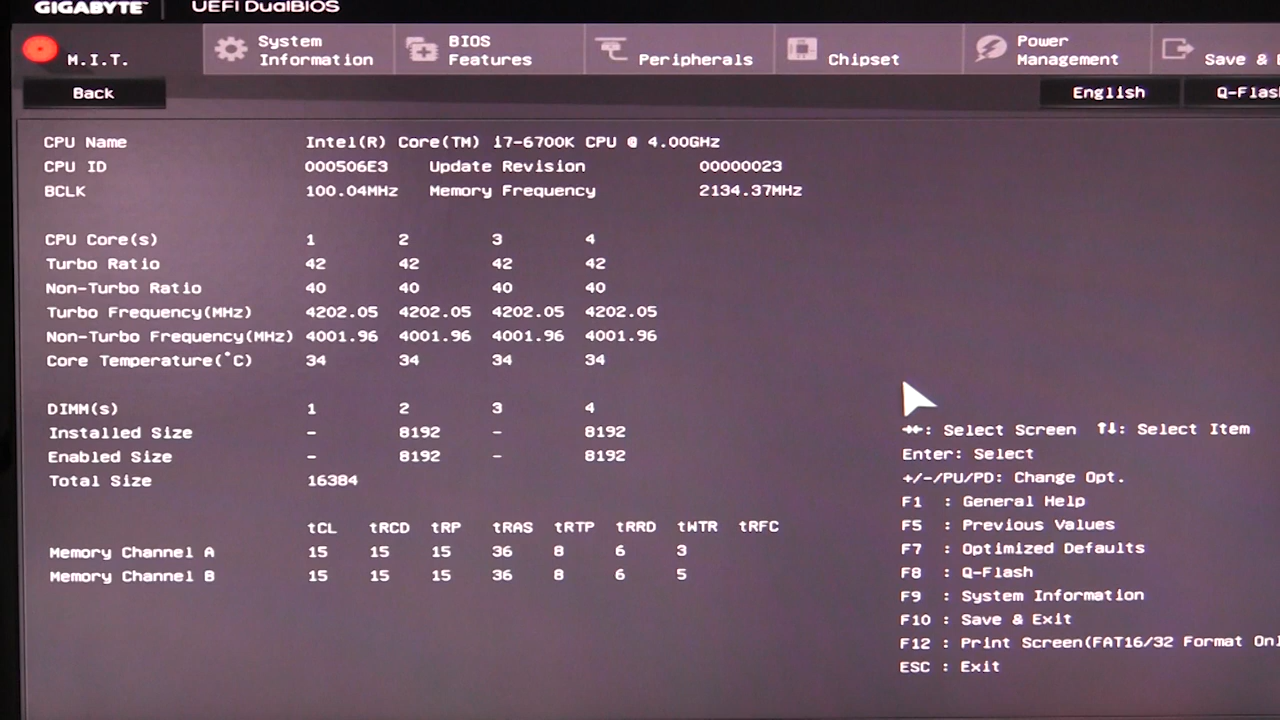 GIGABYTE UEFI DualBIOS
M.I.T. System Information BIOS Features Peripherals Chipset Power Management Save &
Back English Q-Flash
CPU Name Intel(R) Core(TM) i7-6700K CPU @ 4.00GHz
CPU ID 000506E3 Update Revision 00000023
BCLK 100.04MHz Memory Frequency 2134.37MHz
CPU Core(s) 1 2 3 4
Turbo Ratio 42 42 42 42
Non-Turbo Ratio 40 40 40 40
Turbo Frequency(MHz) 4202.05 4202.05 4202.05 4202.05
Non-Turbo Frequency(MHz) 4001.96 4001.96 4001.96 4001.96
Core Temperature(°C) 34 34 34 34
DIMM(s) 1 2 3 4
Installed Size - 8192 - 8192
Enabled Size - 8192 - 8192
Total Size 16384
tCL tRCD tRP tRAS tRTP tRRD tWTR tRFC
Memory Channel A 15 15 15 36 8 6 3
Memory Channel B 15 15 15 36 8 6 5
→←: Select Screen ↑↓: Select Item
Enter: Select
+/-/PU/PD: Change Opt.
F1 : General Help
F5 : Previous Values
F7 : Optimized Defaults
F8 : Q-Flash
F9 : System Information
F10 : Save & Exit
F12 : Print Screen(FAT16/32 Format Onl
ESC : Exit